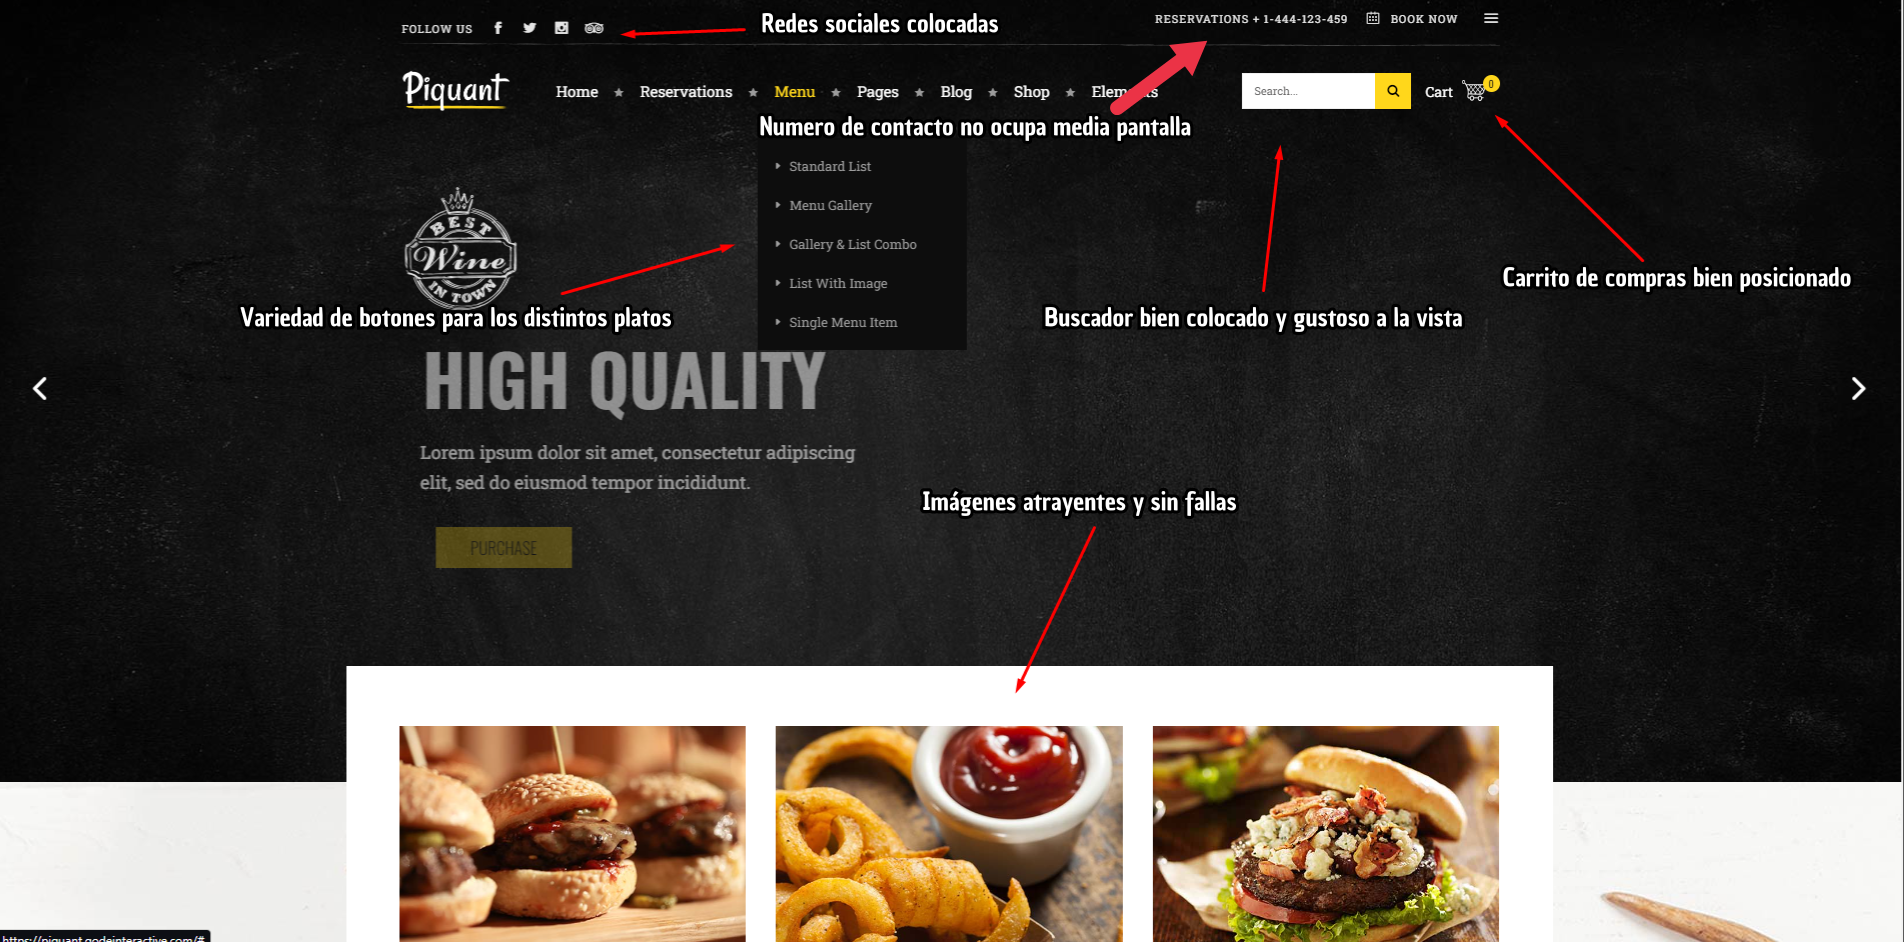 FOLLOW US
Redes sociales colocadas
RESERVATIONS + 1-444-123-459
BOOK NOW
Piquant
Home
Reservations
Menu
Pages
Blog
Shop
Elements
Search...
Cart
0
Numero de contacto no ocupa media pantalla
Standard List
Menu Gallery
Gallery & List Combo
List With Image
Single Menu Item
BEST
Wine
IN TOWN
Variedad de botones para los distintos platos
Buscador bien colocado y gustoso a la vista
Carrito de compras bien posicionado
HIGH QUALITY
Lorem ipsum dolor sit amet, consectetur adipiscing
elit, sed do eiusmod tempor incididunt.
PURCHASE
Imágenes atrayentes y sin fallas
https://piquant.qodeinteractive.com/#